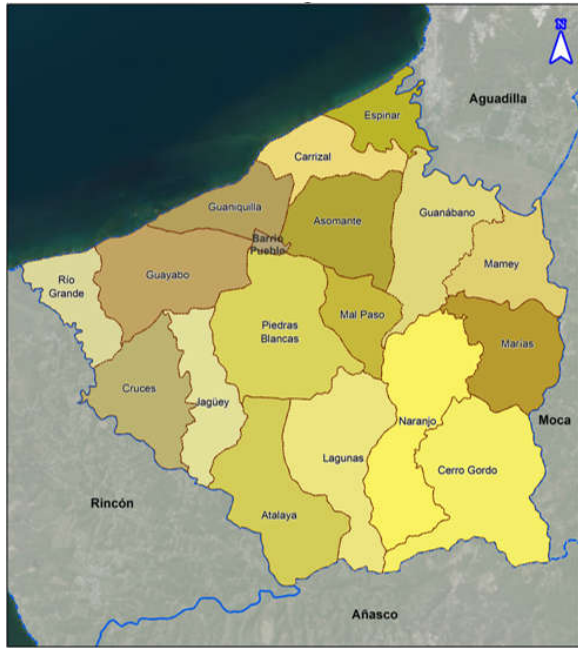 N
Aguadilla
Espinar
Carrizal
Guaniquilla
Asomante
Guanábano
Barrio
Pueblo
Mamey
Río
Grande
Guayabo
Piedras
Blancas
Mal Paso
Marías
Cruces
Jagüey
Naranjo
Moca
Lagunas
Cerro Gordo
Rincón
Atalaya
Añasco